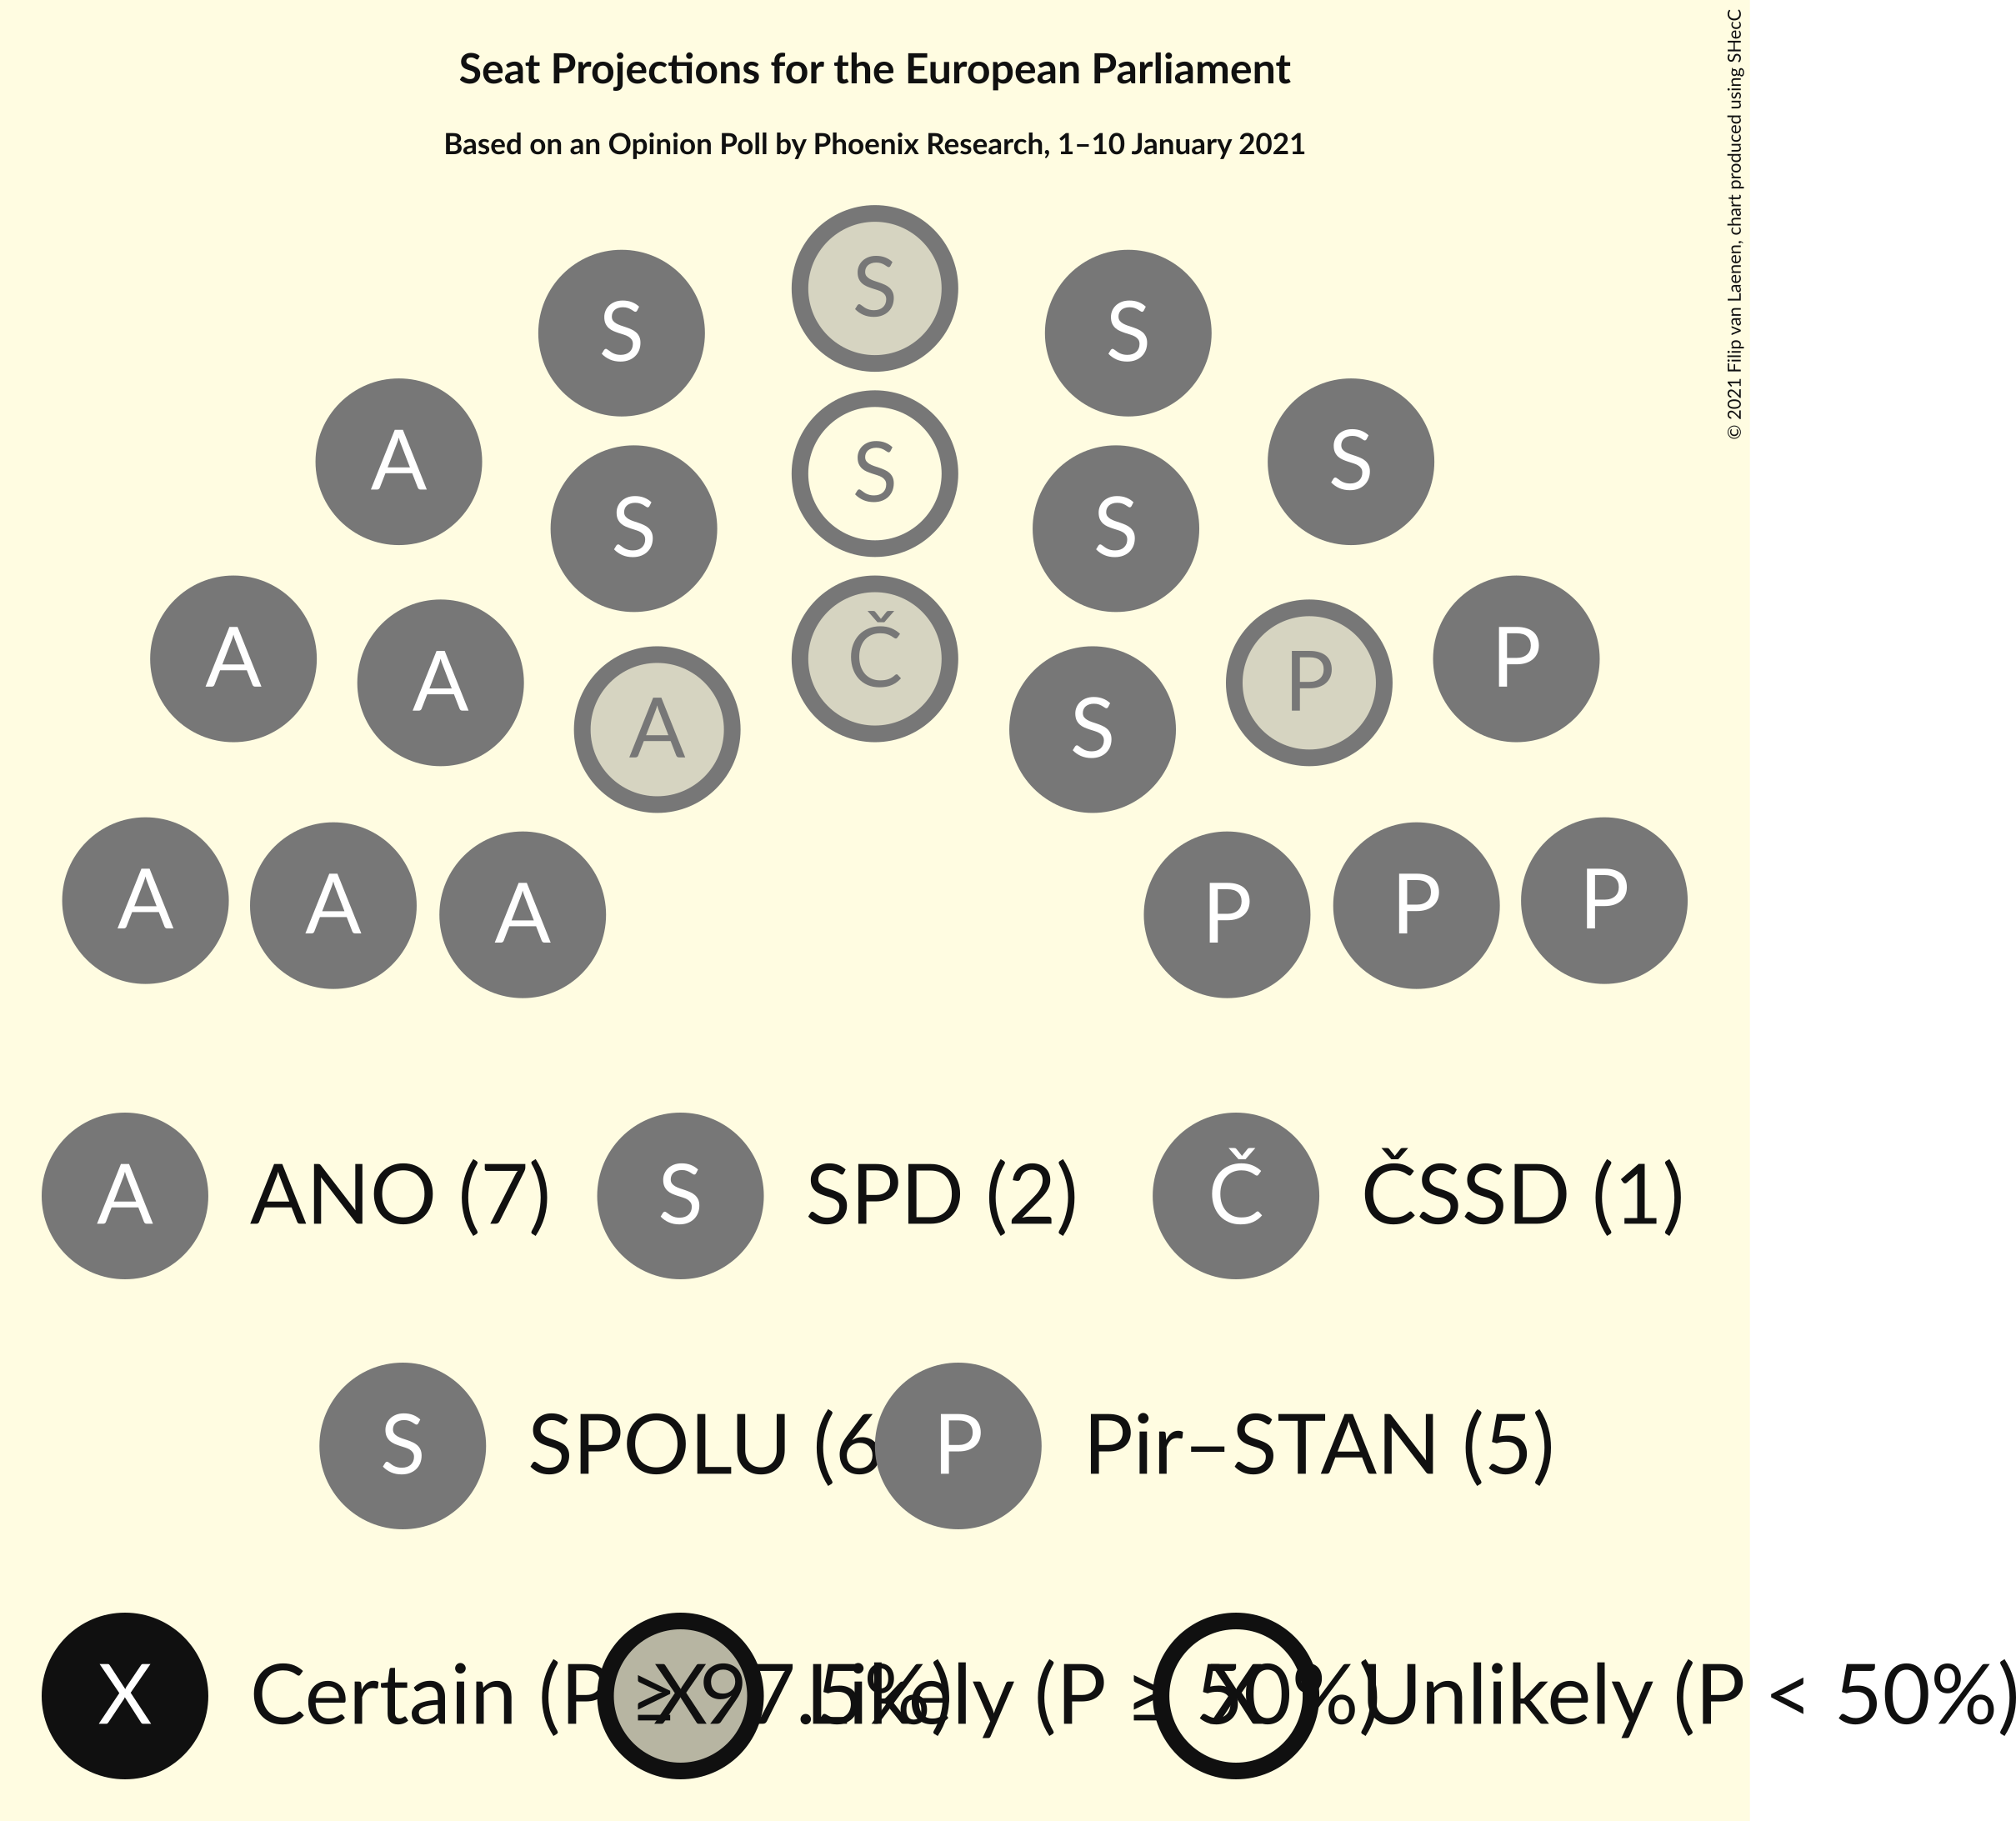 Seat Projections for the European Parliament
Based on an Opinion Poll by Phoenix Research, 1–10 January 2021
© 2021 Filip van Laenen, chart produced using SHecC
S
S S
A S S
S S
A A Č P P
A S
A A A P P P
A ANO (7) S SPD (2) Č ČSSD (1)
S SPOLU (6 P Pir–STAN (5)
X Certain (P ≥ 97.5%) X Likely (P ≥ 50%) X Unlikely (P < 50%)